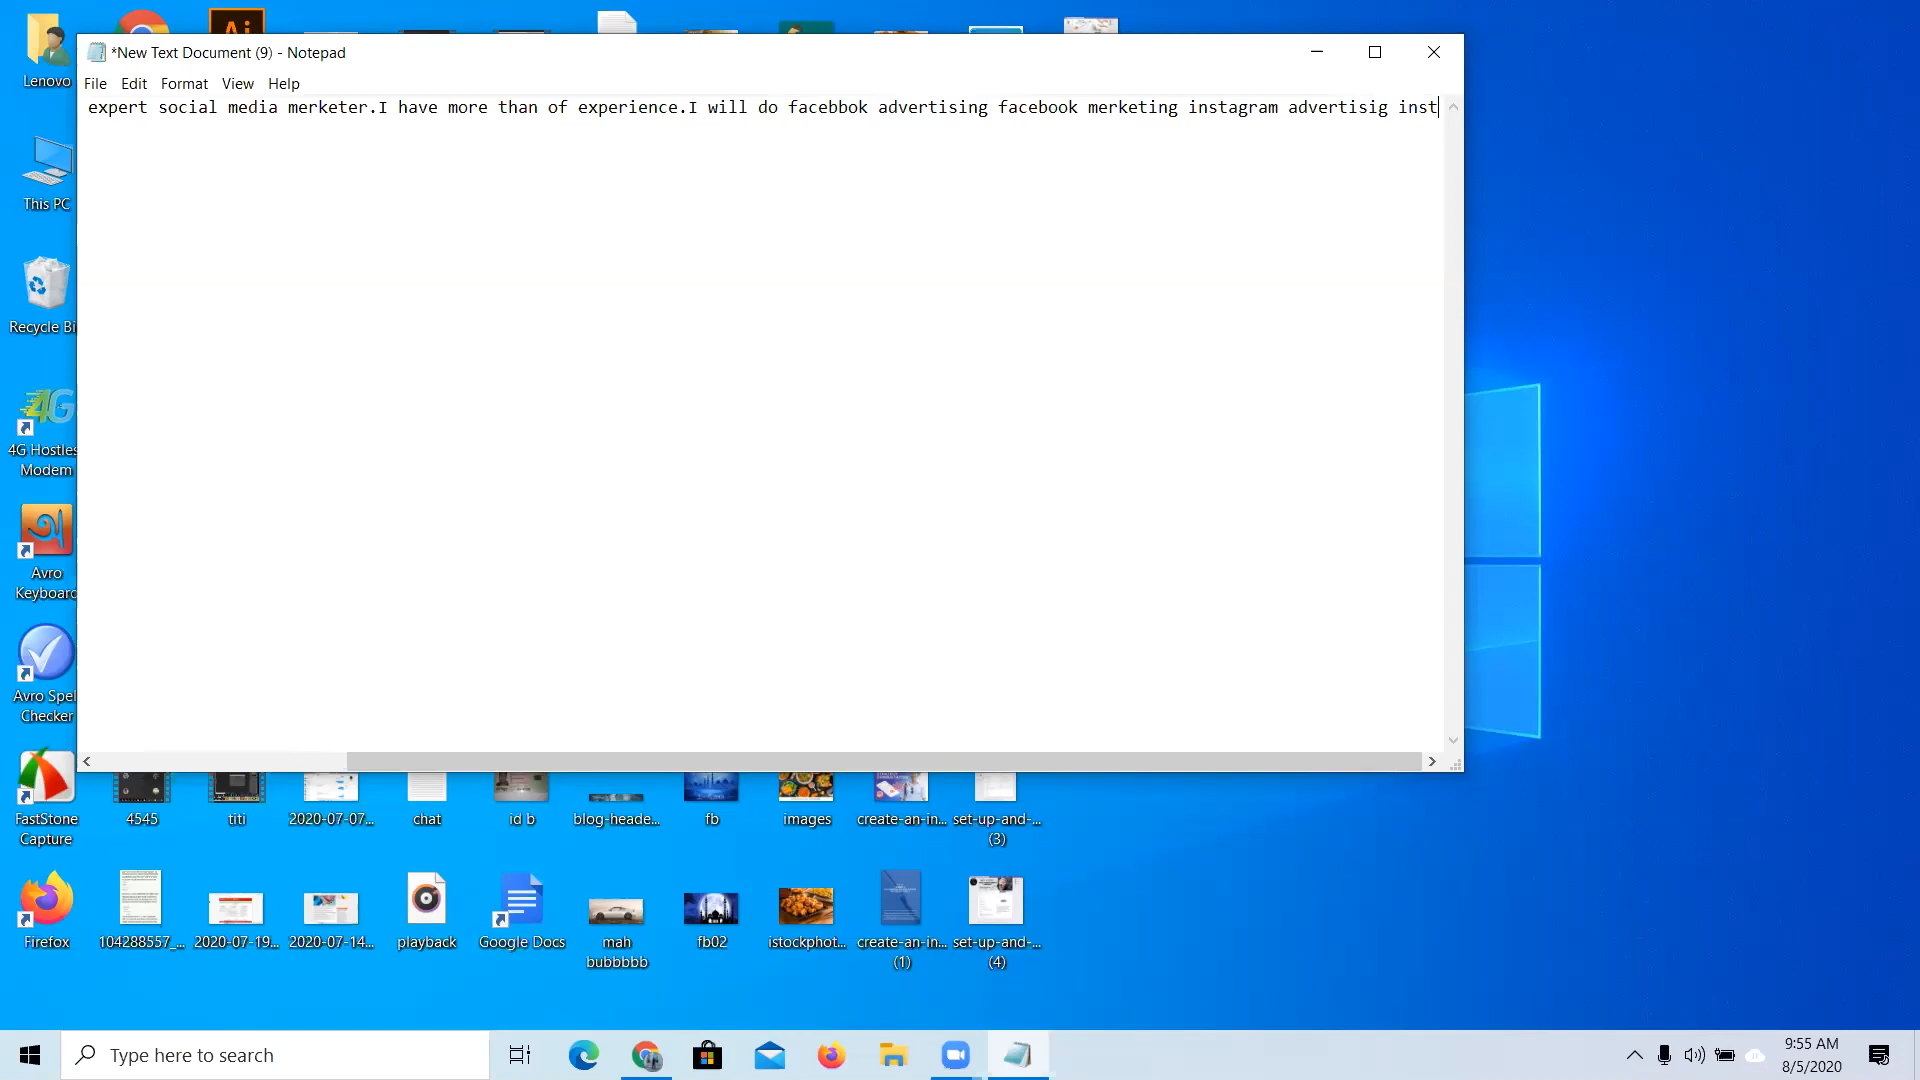 Ai
*New Text Document (9) - Notepad
File Edit Format View Help
expert social media merketer.I have more than of experience.I will do facebbok advertising facebook merketing instagram advertisig inst
Lenovo
This PC
Recycle Bi
4G Hostles
Modem
Avro
Keyboard
Avro Spel
Checker
FastStone
Capture
4545
titi
2020-07-07...
chat
id b
blog-heade...
fb
images
create-an-in...
set-up-and-...
(3)
Firefox
104288557_...
2020-07-19...
2020-07-14...
playback
Google Docs
mah
bubbbbb
fb02
istockphot...
create-an-in...
(1)
set-up-and-...
(4)
Type here to search
9:55 AM
8/5/2020